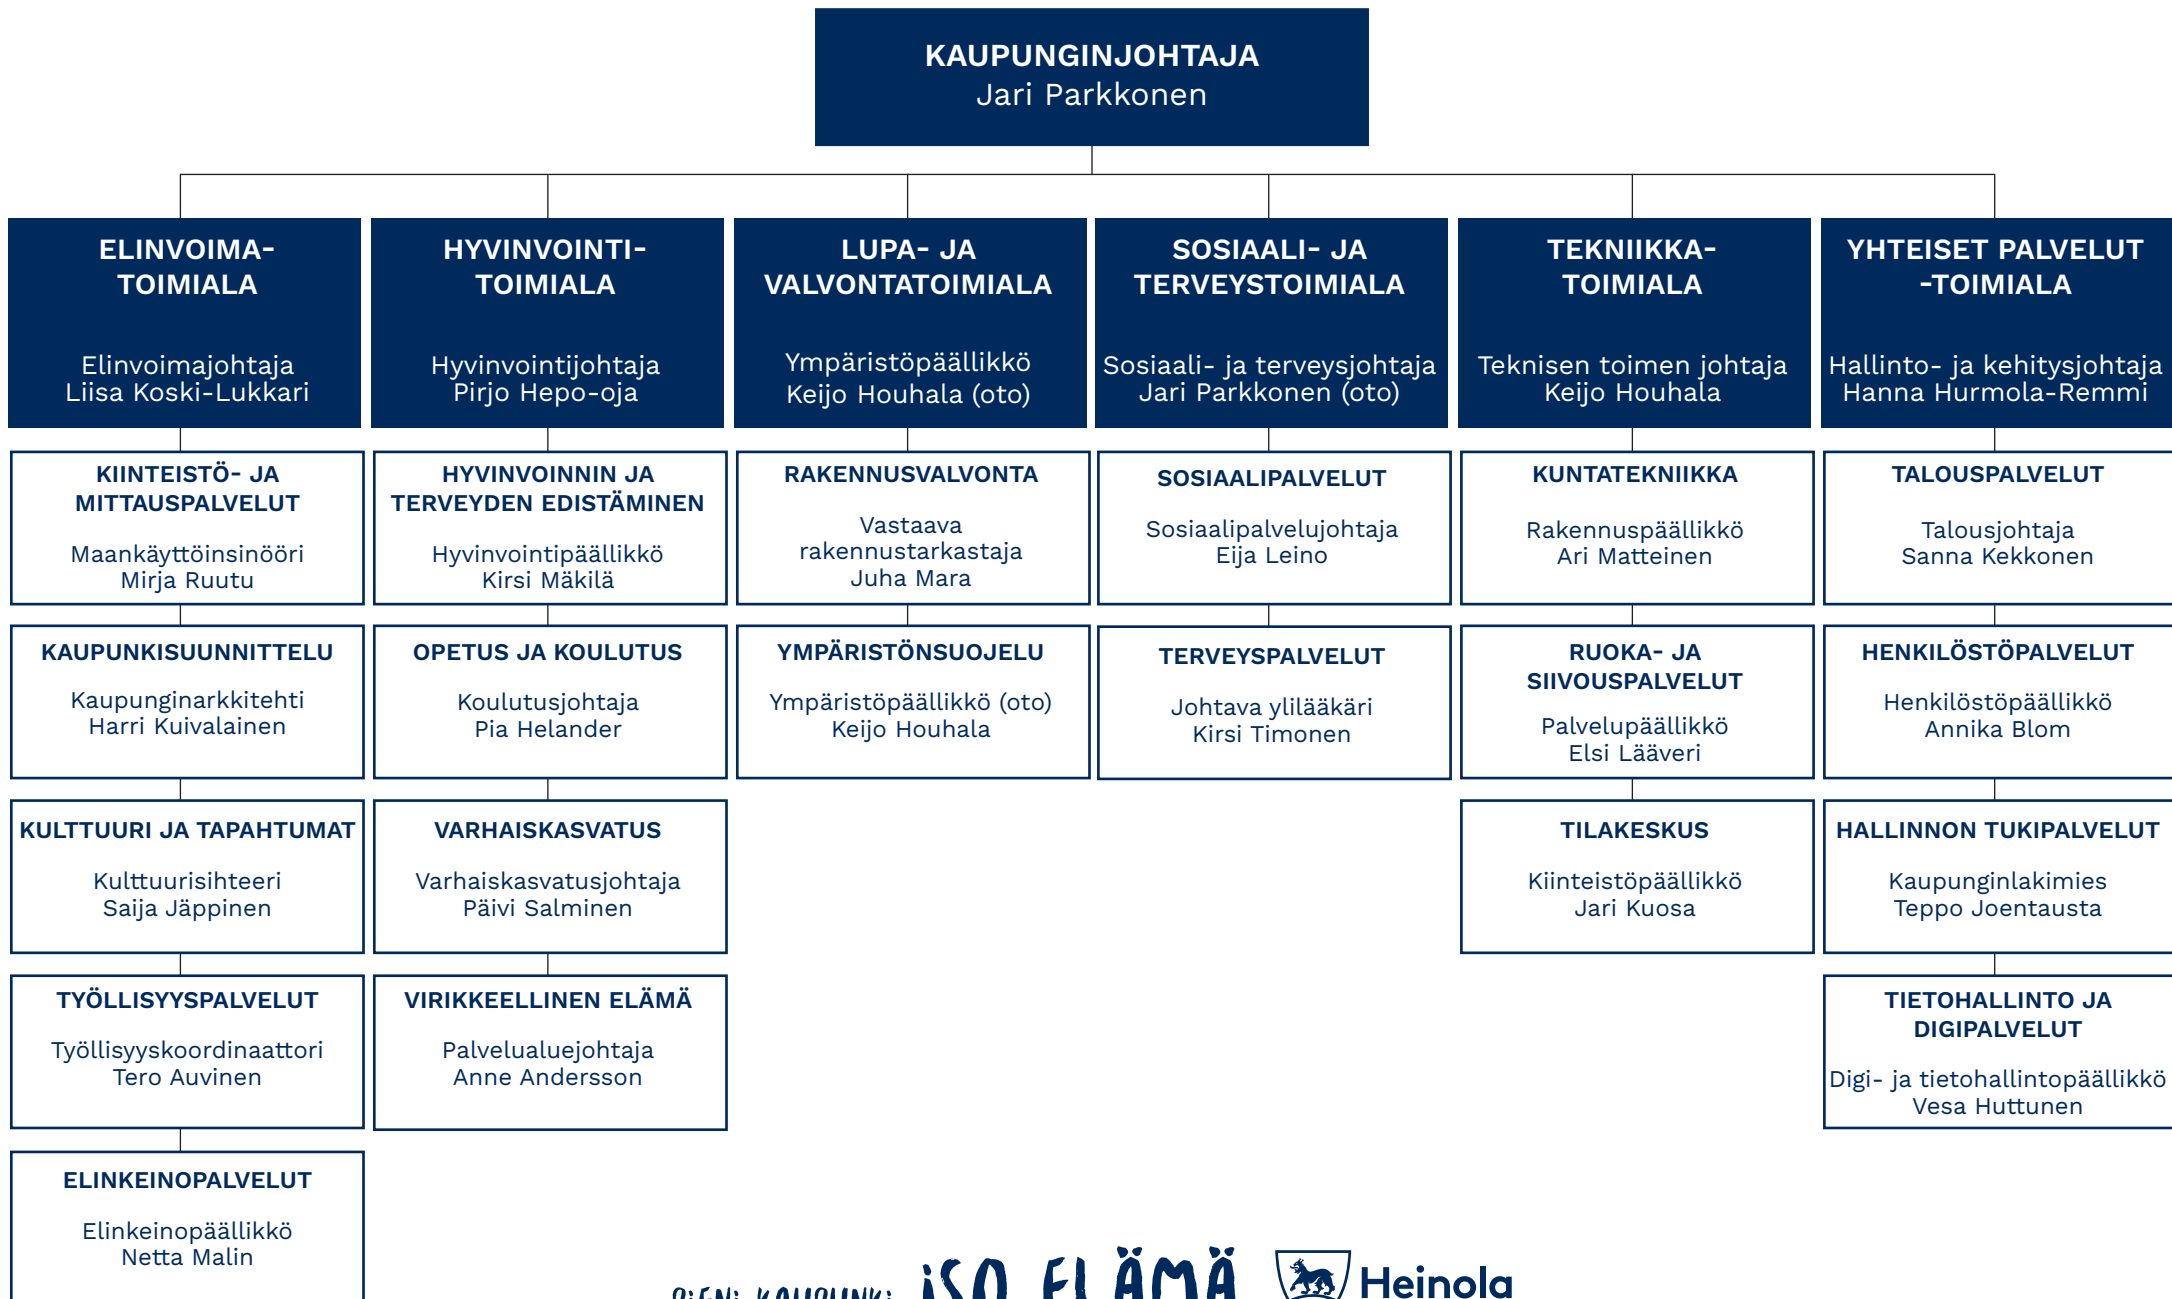 KAUPUNGINJOHTAJA
Jari Parkkonen
ELINVOIMA-
TOIMIALA
Elinvoimajohtaja
Liisa Koski-Lukkari
HYVINVOINTI-
TOIMIALA
Hyvinvointijohtaja
Pirjo Hepo-oja
LUPA- JA
VALVONTATOIMIALA
Ympäristöpäällikkö
Keijo Houhala (oto)
SOSIAALI- JA
TERVEYSTOIMIALA
Sosiaali- ja terveysjohtaja
Jari Parkkonen (oto)
TEKNIIKKA-
TOIMIALA
Teknisen toimen johtaja
Keijo Houhala
YHTEISET PALVELUT
-TOIMIALA
Hallinto- ja kehitysjohtaja
Hanna Hurmola-Remmi
KIINTEISTÖ- JA
MITTAUSPALVELUT
Maankäyttöinsinööri
Mirja Ruutu
KAUPUNKISUUNNITTELU
Kaupunginarkkitehti
Harri Kuivalainen
KULTTUURI JA TAPAHTUMAT
Kulttuurisihteeri
Saija Jäppinen
TYÖLLISYYSPALVELUT
Työllisyyskoordinaattori
Tero Auvinen
ELINKEINOPALVELUT
Elinkeinopäällikkö
Netta Malin
HYVINVOINNIN JA
TERVEYDEN EDISTÄMINEN
Hyvinvointipäällikkö
Kirsi Mäkilä
OPETUS JA KOULUTUS
Koulutusjohtaja
Pia Helander
VARHAISKASVATUS
Varhaiskasvatusjohtaja
Päivi Salminen
VIRIKKEELLINEN ELÄMÄ
Palvelualuejohtaja
Anne Andersson
RAKENNUSVALVONTA
Vastaava
rakennustarkastaja
Juha Mara
YMPÄRISTÖNSUOJELU
Ympäristöpäällikkö (oto)
Keijo Houhala
SOSIAALIPALVELUT
Sosiaalipalvelujohtaja
Eija Leino
TERVEYSPALVELUT
Johtava ylilääkäri
Kirsi Timonen
KUNTATEKNIIKKA
Rakennuspäällikkö
Ari Matteinen
RUOKA- JA
SIIVOUSPALVELUT
Palvelupäällikkö
Elsi Lääveri
TILAKESKUS
Kiinteistöpäällikkö
Jari Kuosa
TALOUSPALVELUT
Talousjohtaja
Sanna Kekkonen
HENKILÖSTÖPALVELUT
Henkilöstöpäällikkö
Annika Blom
HALLINNON TUKIPALVELUT
Kaupunginlakimies
Teppo Joentausta
TIETOHALLINTO JA
DIGIPALVELUT
Digi- ja tietohallintopäällikkö
Vesa Huttunen
PiENi KAUPUNKi iSO ELÄMÄ Heinola